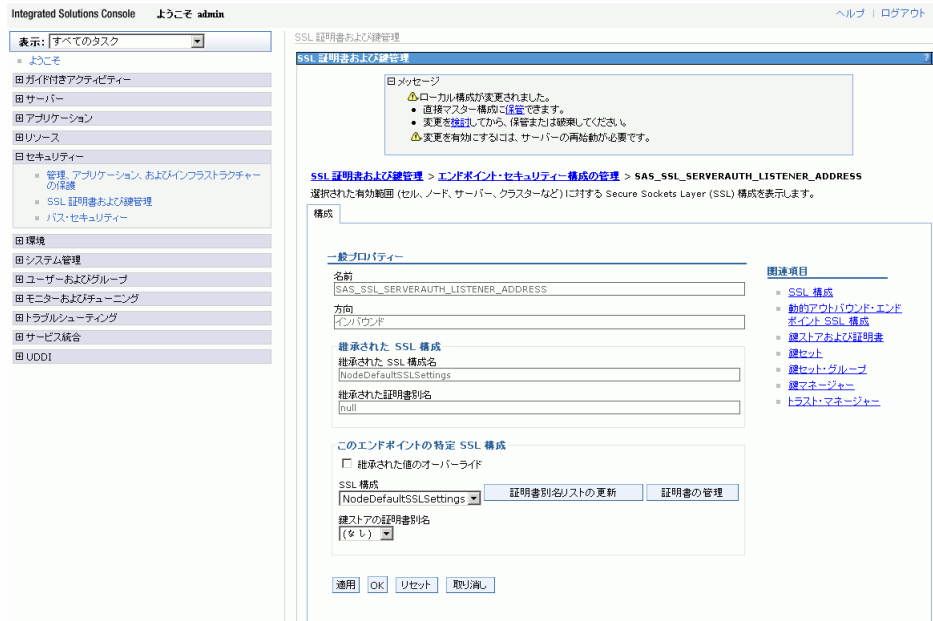 Integrated Solutions Console ようこそ admin
ヘルプ | ログアウト
表示: すべてのタスク
ようこそ
ガイド付きアクティビティー
サーバー
アプリケーション
リソース
セキュリティー
管理、アプリケーション、およびインフラストラクチャーの保護
SSL 証明書および鍵管理
バス・セキュリティー
環境
システム管理
ユーザーおよびグループ
モニターおよびチューニング
トラブルシューティング
サービス統合
UDDI
SSL 証明書および鍵管理
SSL 証明書および鍵管理 ?
メッセージ
ローカル構成が変更されました。
直接マスター構成に保管できます。
変更を検討してから、保管または破棄してください。
変更を有効にするには、サーバーの再始動が必要です。
SSL 証明書および鍵管理 > エンドポイント・セキュリティー構成の管理 > SAS_SSL_SERVERAUTH_LISTENER_ADDRESS
選択された有効範囲 (セル、ノード、サーバー、クラスターなど) に対する Secure Sockets Layer (SSL) 構成を表示します。
構成
一般プロパティー
名前
SAS_SSL_SERVERAUTH_LISTENER_ADDRESS
方向
インバウンド
継承された SSL 構成
継承された SSL 構成名
NodeDefaultSSLSettings
継承された証明書別名
null
このエンドポイントの特定 SSL 構成
継承された値のオーバーライド
SSL 構成
NodeDefaultSSLSettings 証明書別名リストの更新 証明書の管理
鍵ストアの証明書別名
(なし)
適用 OK リセット 取り消し
関連項目
SSL 構成
動的アウトバウンド・エンド
ポイント SSL 構成
鍵ストアおよび証明書
鍵セット
鍵セット・グループ
鍵マネージャー
トラスト・マネージャー